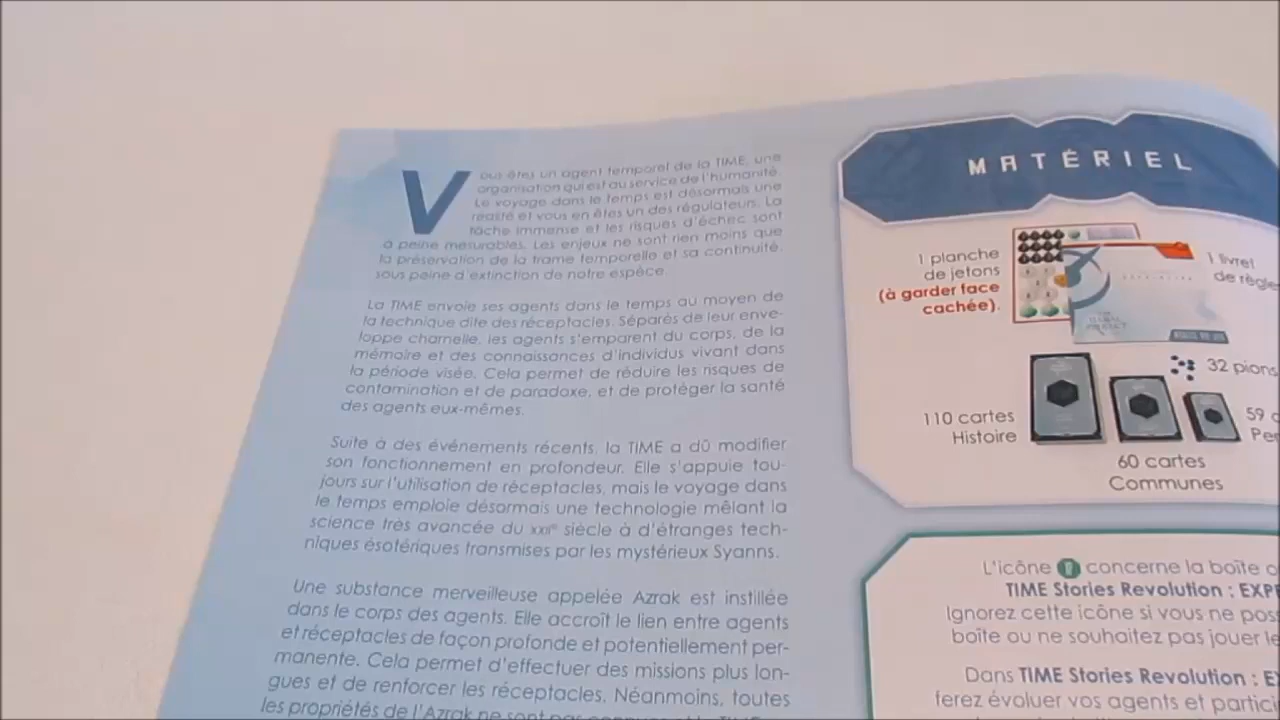 Vous êtes un agent temporel de la TIME, une
organisation qui est au service de l'humanité.
Le voyage dans le temps est désormais une
réalité et vous en êtes un des régulateurs. La
tâche immense et les risques d'échec sont
à peine mesurables. Les enjeux ne sont rien moins que
la préservation de la trame temporelle et sa continuité,
sous peine d'extinction de notre espèce.
La TIME envoie ses agents dans le temps au moyen de
la technique dite des réceptacles. Séparés de leur enve-
loppe charnelle, les agents s'emparent du corps, de la
mémoire et des connaissances d'individus vivant dans
la période visée. Cela permet de réduire les risques de
contamination et de paradoxe, et de protéger la santé
des agents eux-mêmes.
Suite à des événements récents, la TIME a dû modifier
son fonctionnement en profondeur. Elle s'appuie tou-
jours sur l'utilisation de réceptacles, mais le voyage dans
le temps emploie désormais une technologie mêlant la
science très avancée du XXIIe siècle à d'étranges tech-
niques ésotériques transmises par les mystérieux Syanns.
Une substance merveilleuse appelée Azrak est instillée
dans le corps des agents. Elle accroît le lien entre agents
et réceptacles de façon profonde et potentiellement per-
manente. Cela permet d'effectuer des missions plus lon-
gues et de renforcer les réceptacles. Néanmoins, toutes
les propriétés de l'Azrak ne sont pas
MATÉRIEL
1 planche
de jetons
(à garder face
cachée).
1 livret
de règle
32 pions
110 cartes
Histoire
60 cartes
Communes
59
Pe
L'icône concerne la boîte
TIME Stories Revolution : EXP
Ignorez cette icône si vous ne pos
boîte ou ne souhaitez pas jouer le
Dans TIME Stories Revolution : E
ferez évoluer vos agents et partici